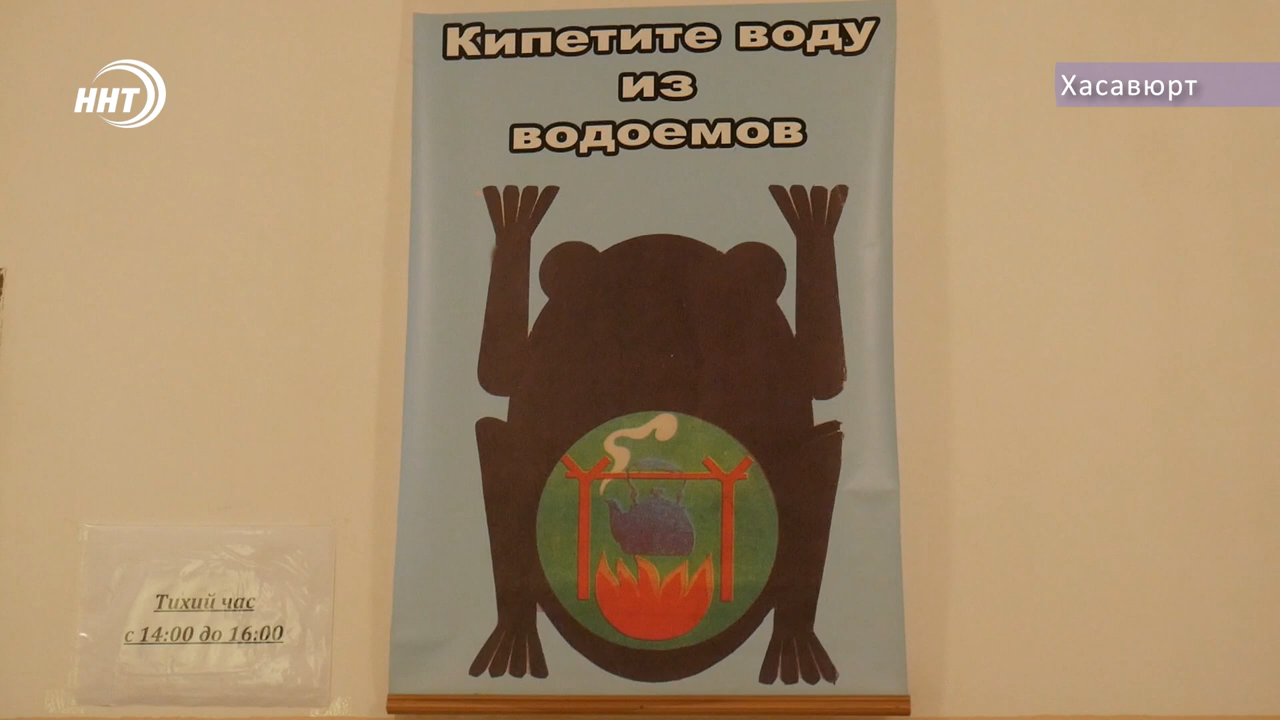 Кипетите воду
из
водоемов
ННТ
Хасавюрт
Тихий час
с 14:00 до 16:00